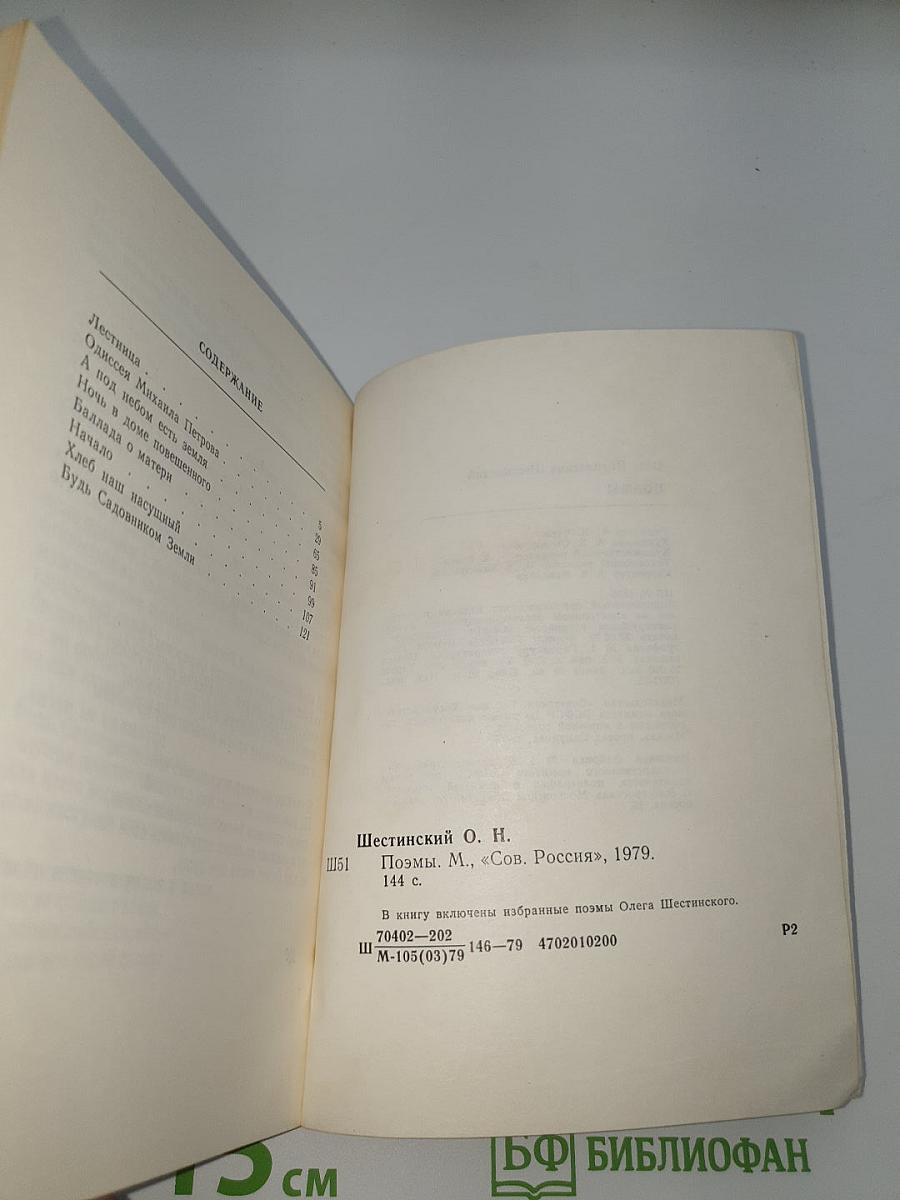 СОДЕРЖАНИЕ
Лестница . . . . . 5
Одиссея Михаила Петрова . . . . . 29
А под небом есть земля . . . . . 65
Ночь в доме повешенного . . . . . 85
Баллада о матери . . . . . 91
Начало . . . . . 99
Хлеб наш насущный . . . . . 107
Будь Садовником Земли . . . . . 121
Шестинский О. Н.
Ш51 Поэмы. М., «Сов. Россия», 1979.
144 с.
В книгу включены избранные поэмы Олега Шестинского.
Ш 70402—202
М-105(03)79 146—79 4702010200
Р2
15 см
БФ БИБЛИОФАН